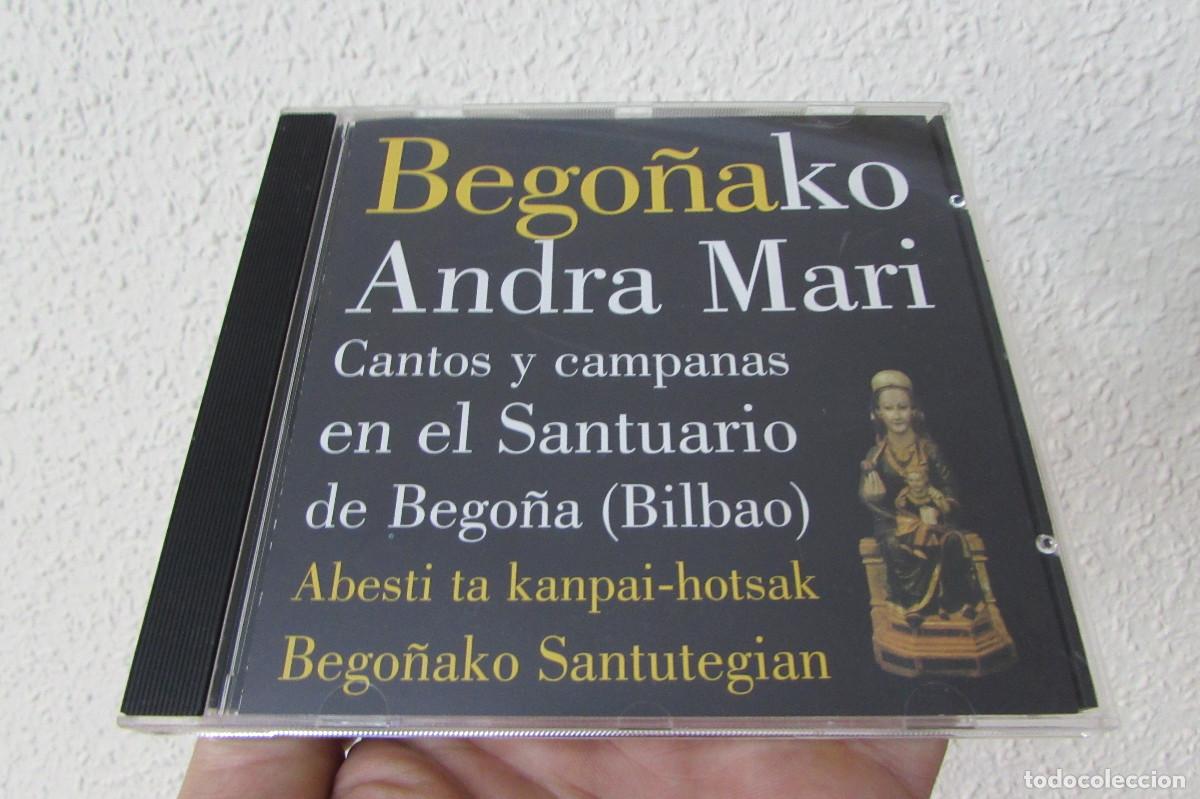 Begoñako
Andra Mari
Cantos y campanas
en el Santuario
de Begoña (Bilbao)
Abesti ta kanpai-hotsak
Begoñako Santutegian
todocoleccion